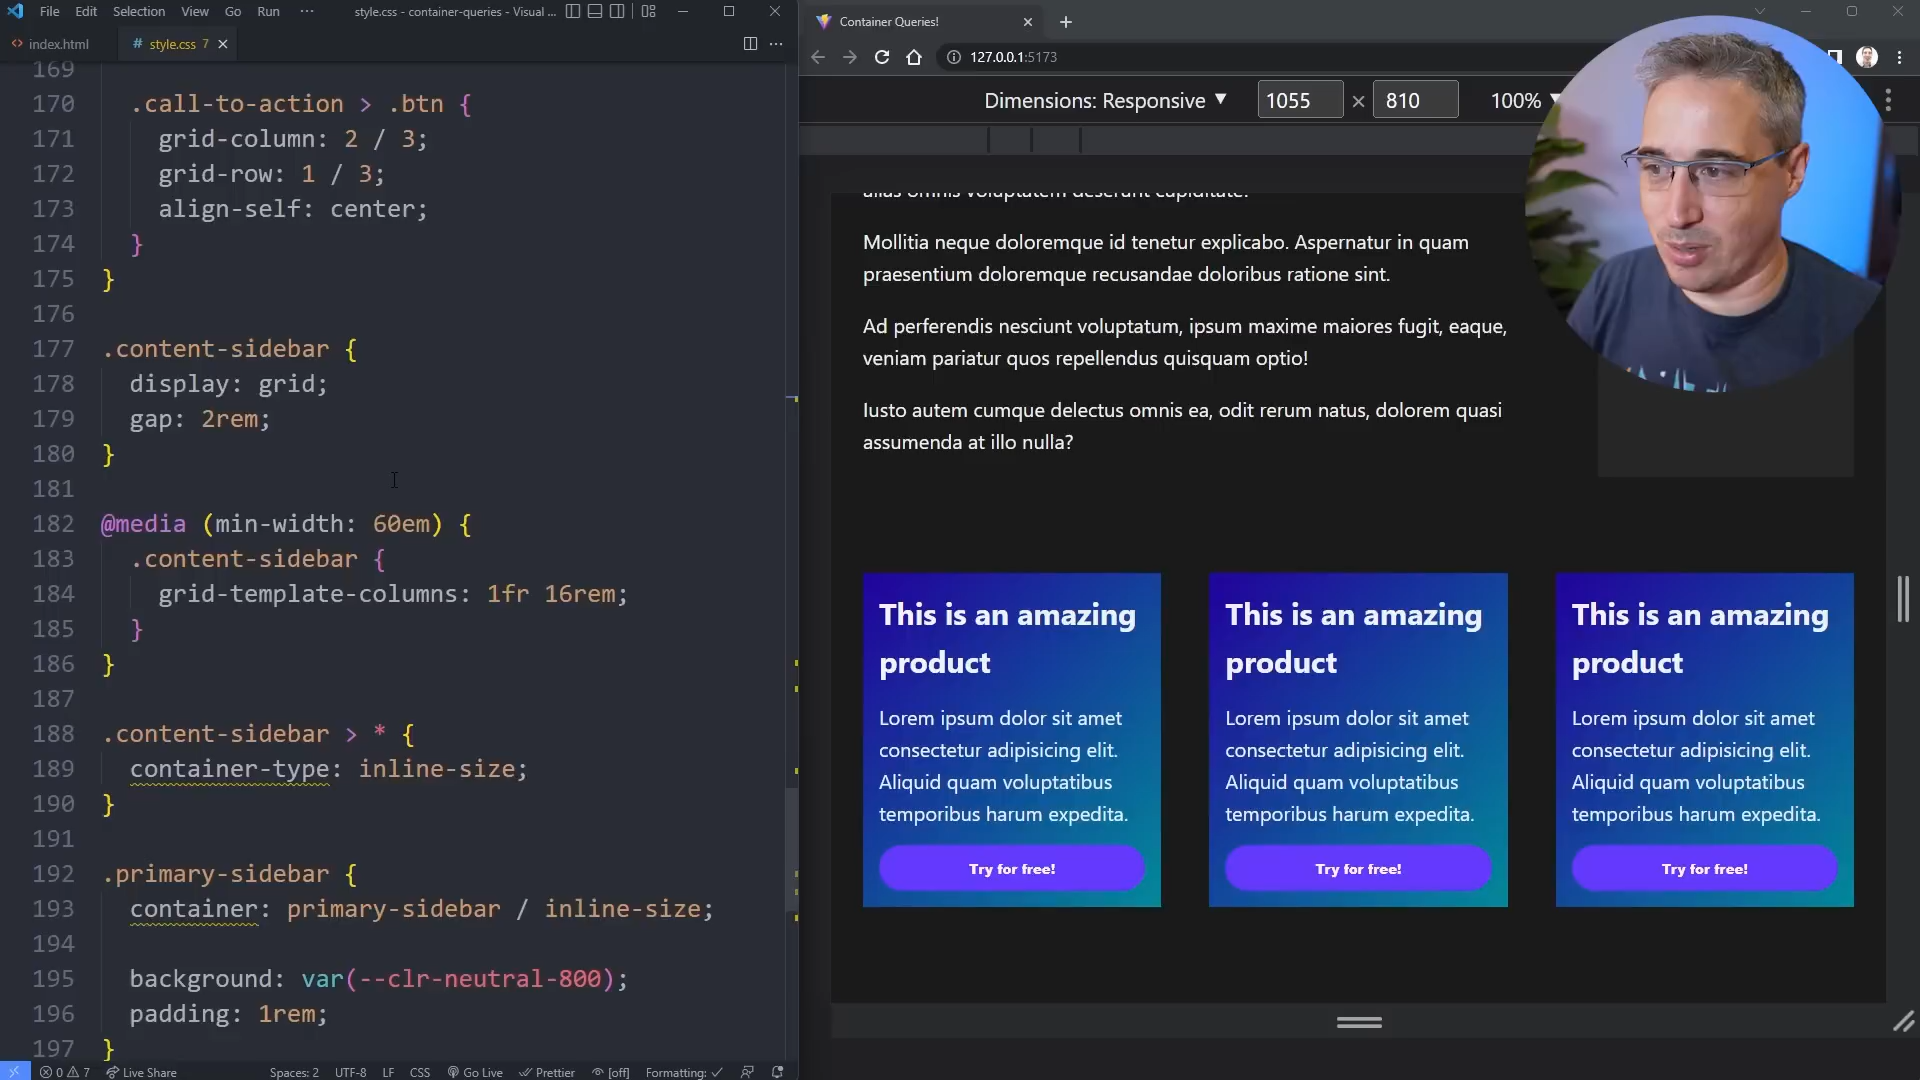 File Edit Selection View Go Run ··· style.css - container-queries - Visual ...
index.html
# style.css 7
169
170 .call-to-action > .btn {
171 grid-column: 2 / 3;
172 grid-row: 1 / 3;
173 align-self: center;
174 }
175 }
176
177 .content-sidebar {
178 display: grid;
179 gap: 2rem;
180 }
181
182 @media (min-width: 60em) {
183 .content-sidebar {
184 grid-template-columns: 1fr 16rem;
185 }
186 }
187
188 .content-sidebar > * {
189 container-type: inline-size;
190 }
191
192 .primary-sidebar {
193 container: primary-sidebar / inline-size;
194
195 background: var(--clr-neutral-800);
196 padding: 1rem;
197 }
0 7 Live Share Spaces: 2 UTF-8 LF CSS Go Live Prettier [off] Formatting: ✓
Container Queries!
127.0.0.1:5173
Dimensions: Responsive ▼ 1055 × 810 100%
alias omnis voluptatem deserunt cupiditate.
Mollitia neque doloremque id tenetur explicabo. Aspernatur in quam
praesentium doloremque recusandae doloribus ratione sint.
Ad perferendis nesciunt voluptatum, ipsum maxime maiores fugit, eaque,
veniam pariatur quos repellendus quisquam optio!
Iusto autem cumque delectus omnis ea, odit rerum natus, dolorem quasi
assumenda at illo nulla?
This is an amazing
product
Lorem ipsum dolor sit amet
consectetur adipisicing elit.
Aliquid quam voluptatibus
temporibus harum expedita.
Try for free!
This is an amazing
product
Lorem ipsum dolor sit amet
consectetur adipisicing elit.
Aliquid quam voluptatibus
temporibus harum expedita.
Try for free!
This is an amazing
product
Lorem ipsum dolor sit amet
consectetur adipisicing elit.
Aliquid quam voluptatibus
temporibus harum expedita.
Try for free!